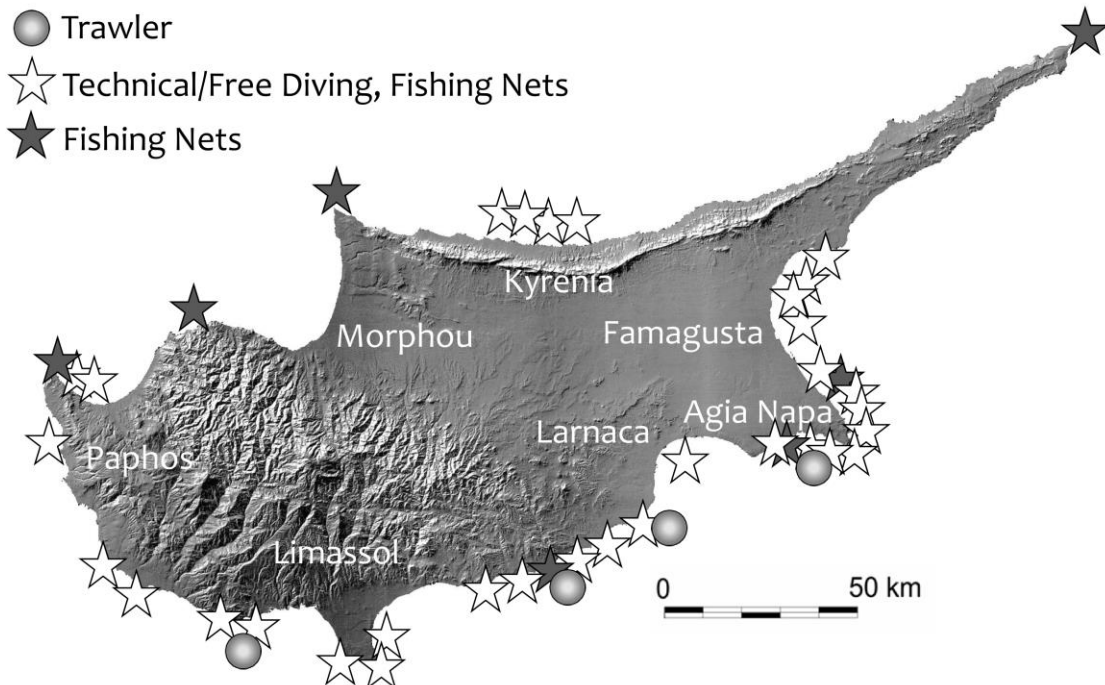 Trawler
Technical/Free Diving, Fishing Nets
Fishing Nets
Kyrenia
Morphou
Famagusta
Agia Napa
Larnaca
Paphos
Limassol
0 50 km